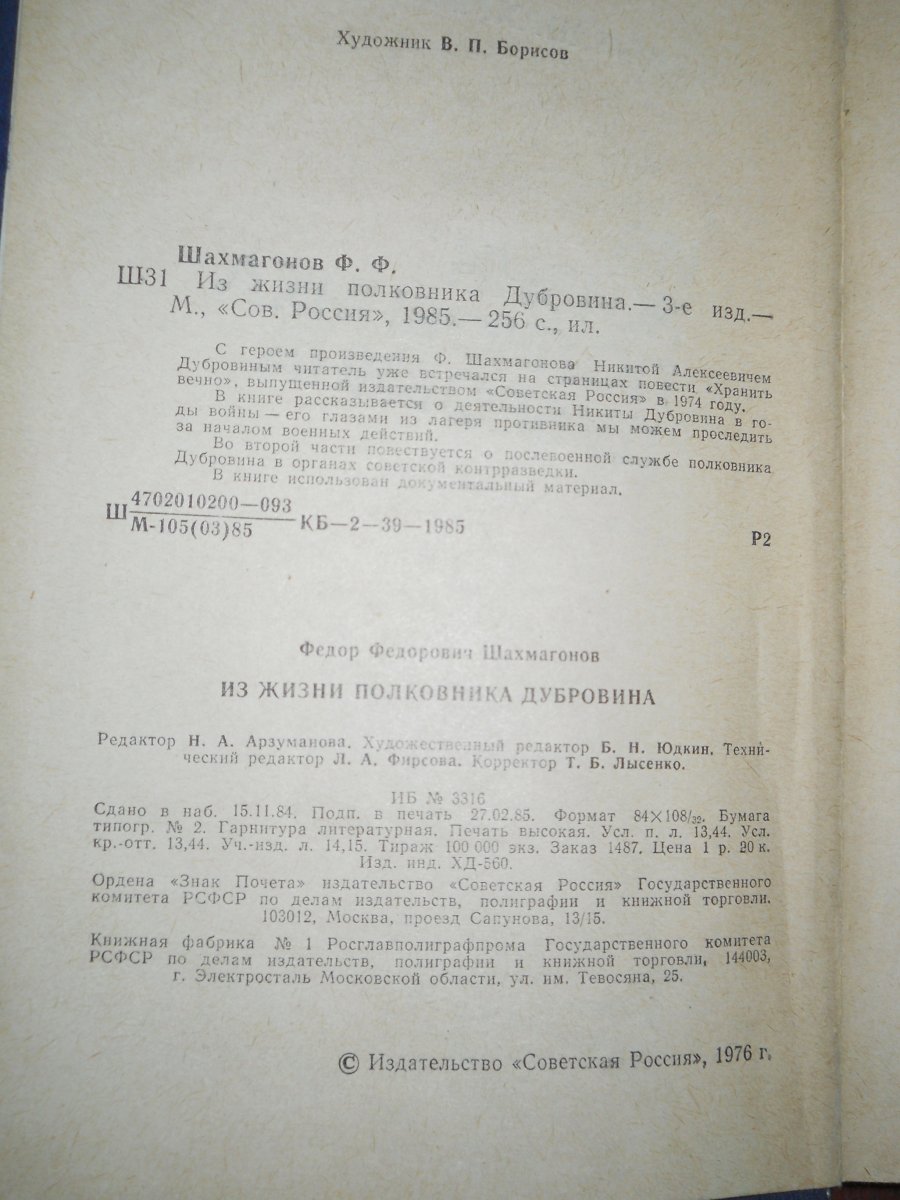 Художник В. П. Борисов
Шахмагонов Ф. Ф.
Ш31 Из жизни полковника Дубровина.— 3-е изд.—
М., «Сов. Россия», 1985.— 256 с., ил.
С героем произведения Ф. Шахмагонова Никитой Алексеевичем
Дубровиным читатель уже встречался на страницах повести «Хранить
вечно», выпущенной издательством «Советская Россия» в 1974 году.
В книге рассказывается о деятельности Никиты Дубровина в го-
ды войны — его глазами из лагеря противника мы можем проследить
за началом военных действий.
Во второй части повествуется о послевоенной службе полковника
Дубровина в органах советской контрразведки.
В книге использован документальный материал.
Ш 4702010200—093
М-105(03)85 КБ—2—39—1985
Р2
Федор Федорович Шахмагонов
ИЗ ЖИЗНИ ПОЛКОВНИКА ДУБРОВИНА
Редактор Н. А. Арзуманова. Художественный редактор Б. Н. Юдкин. Техни-
ческий редактор Л. А. Фирсова. Корректор Т. Б. Лысенко.
ИБ № 3316
Сдано в наб. 15.11.84. Подп. в печать 27.02.85. Формат 84×108/32. Бумага
типогр. № 2. Гарнитура литературная. Печать высокая. Усл. п. л. 13,44. Усл.
кр.-отт. 13,44. Уч.-изд. л. 14,15. Тираж 100 000 экз. Заказ 1487. Цена 1 р. 20 к.
Изд. инд. ХД-560.
Ордена «Знак Почета» издательство «Советская Россия» Государственного
комитета РСФСР по делам издательств, полиграфии и книжной торговли.
103012, Москва, проезд Сапунова, 13/15.
Книжная фабрика № 1 Росглавполиграфпрома Государственного комитета
РСФСР по делам издательств, полиграфии и книжной торговли, 144003,
г. Электросталь Московской области, ул. им. Тевосяна, 25.
© Издательство «Советская Россия», 1976 г.